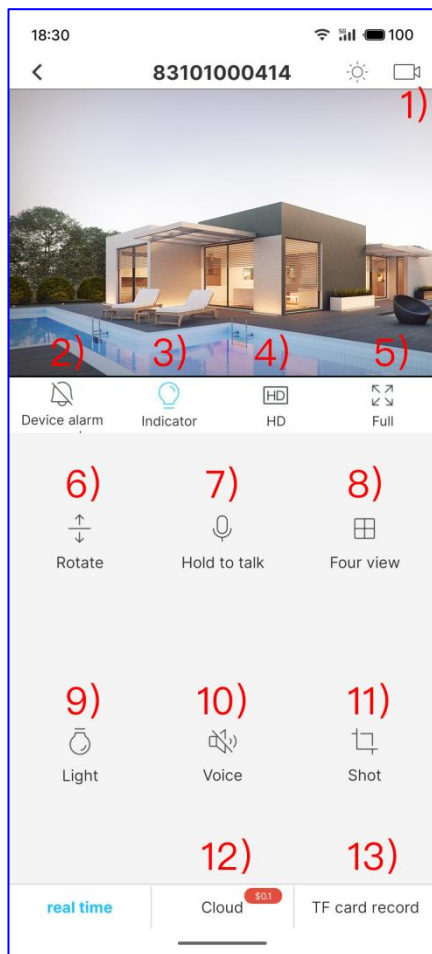 18:30
5G 100
83101000414
1)
2) 3) 4) 5)
HD
Device alarm Indicator HD Full
6) 7) 8)
Rotate Hold to talk Four view
9) 10) 11)
Light Voice Shot
12) 13)
$0.1
real time Cloud TF card record